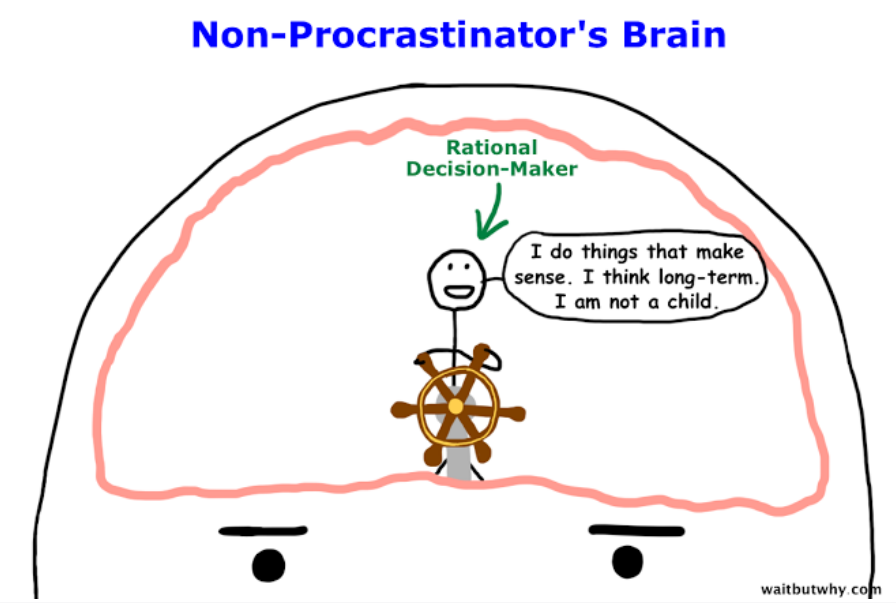 Non-Procrastinator's Brain
Rational
Decision-Maker
I do things that make
sense. I think long-term.
I am not a child.
waitbutwhy.com